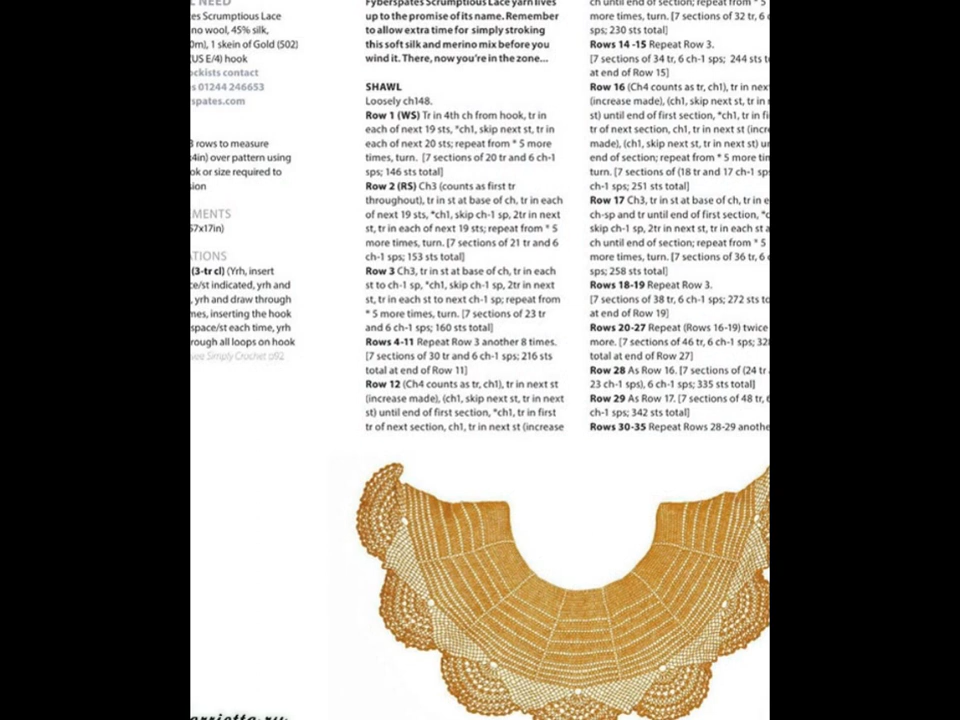 L NEED
es Scrumptious Lace
no wool, 45% silk,
0m), 1 skein of Gold (502)
(US E/4) hook
ockists contact
s 01244 246653
spates.com
3 rows to measure
4in) over pattern using
ok or size required to
sion
MENTS
57x17in)
ATIONS
(3-tr cl) (Yrh, insert
ce/st indicated, yrh and
, yrh and draw through
mes, inserting the hook
space/st each time, yrh
rough all loops on hook
wee Simply Crochet p92
Fyberspates Scrumptious Lace yarn lives
up to the promise of its name. Remember
to allow extra time for simply stroking
this soft silk and merino mix before you
wind it. There, now you're in the zone...
SHAWL
Loosely ch148.
Row 1 (WS) Tr in 4th ch from hook, tr in
each of next 19 sts, *ch1, skip next st, tr in
each of next 20 sts; repeat from * 5 more
times, turn. [7 sections of 20 tr and 6 ch-1
sps; 146 sts total]
Row 2 (RS) Ch3 (counts as first tr
throughout), tr in st at base of ch, tr in each
of next 19 sts, *ch1, skip ch-1 sp, 2tr in next
st, tr in each of next 19 sts; repeat from * 5
more times, turn. [7 sections of 21 tr and 6
ch-1 sps; 153 sts total]
Row 3 Ch3, tr in st at base of ch, tr in each
st to ch-1 sp, *ch1, skip ch-1 sp, 2tr in next
st, tr in each st to next ch-1 sp; repeat from
* 5 more times, turn. [7 sections of 23 tr
and 6 ch-1 sps; 160 sts total]
Rows 4-11 Repeat Row 3 another 8 times.
[7 sections of 30 tr and 6 ch-1 sps; 216 sts
total at end of Row 11]
Row 12 (Ch4 counts as tr, ch1), tr in next st
(increase made), (ch1, skip next st, tr in next
st) until end of first section, *ch1, tr in first
tr of next section, ch1, tr in next st (increase
ch until end of section; repeat from * 5
more times, turn. [7 sections of 32 tr, 6 c
sps; 230 sts total]
Rows 14 -15 Repeat Row 3.
[7 sections of 34 tr, 6 ch-1 sps; 244 sts t
at end of Row 15]
Row 16 (Ch4 counts as tr, ch1), tr in nex
(increase made), (ch1, skip next st, tr in
st) until end of first section, *ch1, tr in fi
tr of next section, ch1, tr in next st (incre
made), (ch1, skip next st, tr in next st) u
end of section; repeat from * 5 more tim
turn. [7 sections of (18 tr and 17 ch-1 sp
ch-1 sps; 251 sts total]
Row 17 Ch3, tr in st at base of ch, tr in e
ch-sp and tr until end of first section, *c
skip ch-1 sp, 2tr in next st, tr in each st a
ch until end of section; repeat from * 5
more times, turn. [7 sections of 36 tr, 6
sps; 258 sts total]
Rows 18-19 Repeat Row 3.
[7 sections of 38 tr, 6 ch-1 sps; 272 sts to
at end of Row 19]
Rows 20-27 Repeat (Rows 16-19) twice
more. [7 sections of 46 tr, 6 ch-1 sps; 32
total at end of Row 27]
Row 28 As Row 16. [7 sections of (24 tr
23 ch-1 sps), 6 ch-1 sps; 335 sts total]
Row 29 As Row 17. [7 sections of 48 tr, 6
ch-1 sps; 342 sts total]
Rows 30-35 Repeat Rows 28-29 anothe